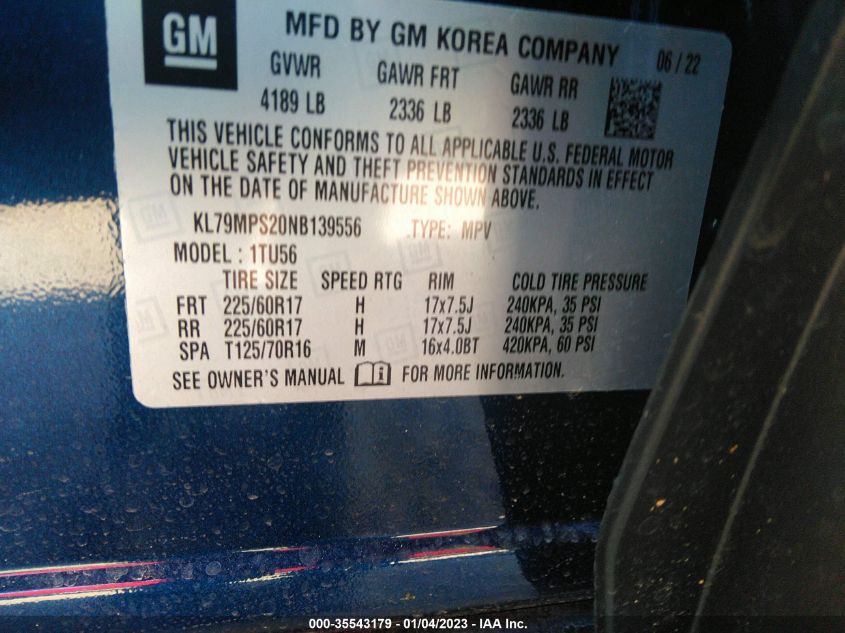 GM
MFD BY GM KOREA COMPANY 06/22
GVWR GAWR FRT GAWR RR
4189 LB 2336 LB 2336 LB
THIS VEHICLE CONFORMS TO ALL APPLICABLE U.S. FEDERAL MOTOR
VEHICLE SAFETY AND THEFT PREVENTION STANDARDS IN EFFECT
ON THE DATE OF MANUFACTURE SHOWN ABOVE.
KL79MPS20NB139556 TYPE: MPV
MODEL: 1TU56
TIRE SIZE SPEED RTG RIM COLD TIRE PRESSURE
FRT 225/60R17 H 17x7.5J 240KPA, 35 PSI
RR 225/60R17 H 17x7.5J 240KPA, 35 PSI
SPA T125/70R16 M 16x4.0BT 420KPA, 60 PSI
SEE OWNER'S MANUAL FOR MORE INFORMATION.
000-35543179 - 01/04/2023 - IAA Inc.